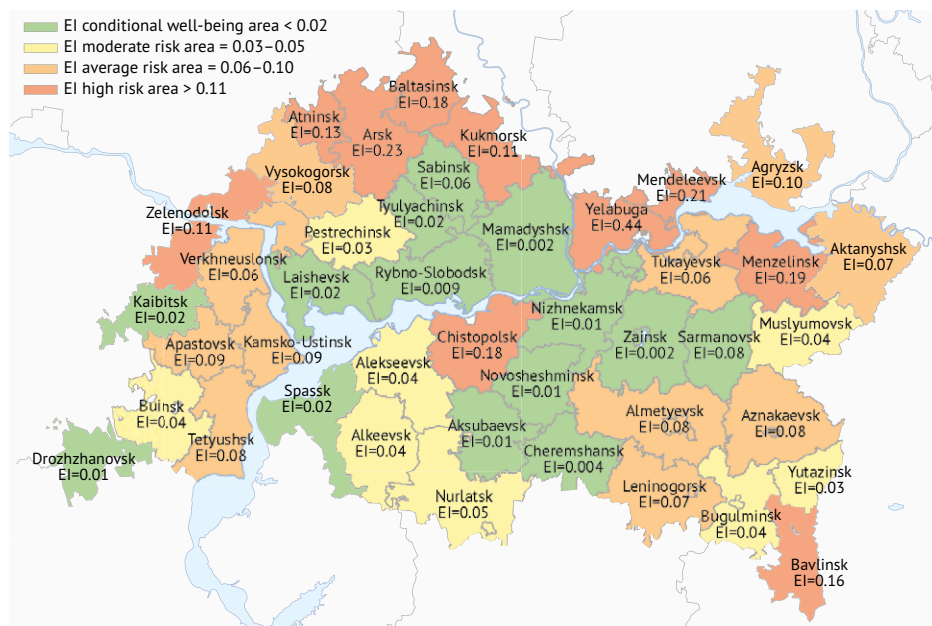 EI conditional well-being area < 0.02
EI moderate risk area = 0.03–0.05
EI average risk area = 0.06–0.10
EI high risk area > 0.11
Baltasinsk
EI=0.18
Atninsk
EI=0.13
Arsk
EI=0.23
Kukmorsk
EI=0.11
Sabinsk
EI=0.06
Vysokogorsk
EI=0.08
Agryzsk
EI=0.10
Mendeleevsk
EI=0.21
Zelenodolsk
EI=0.11
Tyulyachinsk
EI=0.02
Yelabuga
EI=0.44
Pestrechinsk
EI=0.03
Mamadyshsk
EI=0.002
Aktanyshsk
EI=0.07
Verkhneuslonsk
EI=0.06
Laishevsk
EI=0.02
Rybno-Slobodsk
EI=0.009
Tukayevsk
EI=0.06
Menzelinsk
EI=0.19
Kaibitsk
EI=0.02
Nizhnekamsk
EI=0.01
Muslyumovsk
EI=0.04
Apastovsk
EI=0.09
Kamsko-Ustinsk
EI=0.09
Chistopolsk
EI=0.18
Zainsk
EI=0.002
Sarmanovsk
EI=0.08
Alekseevsk
EI=0.04
Novosheshminsk
EI=0.01
Spassk
EI=0.02
Buinsk
EI=0.04
Almetyevsk
EI=0.08
Aznakaevsk
EI=0.08
Aksubaevsk
EI=0.01
Alkeevsk
EI=0.04
Tetyushsk
EI=0.08
Cheremshansk
EI=0.004
Drozhzhanovsk
EI=0.01
Yutazinsk
EI=0.03
Leninogorsk
EI=0.07
Nurlatsk
EI=0.05
Bugulminsk
EI=0.04
Bavlinsk
EI=0.16